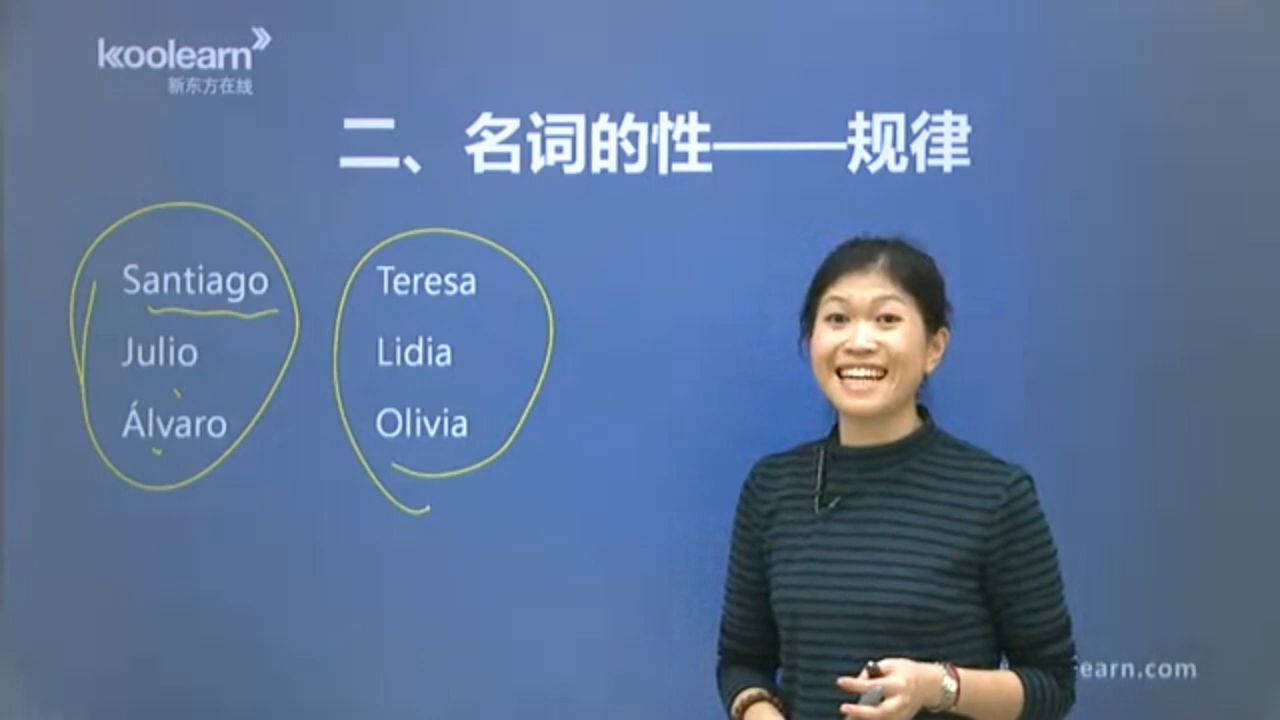 koolearn
新东方在线
二、名词的性——规律
Santiago
Teresa
Julio
Lidia
Álvaro
Olivia
earn.com